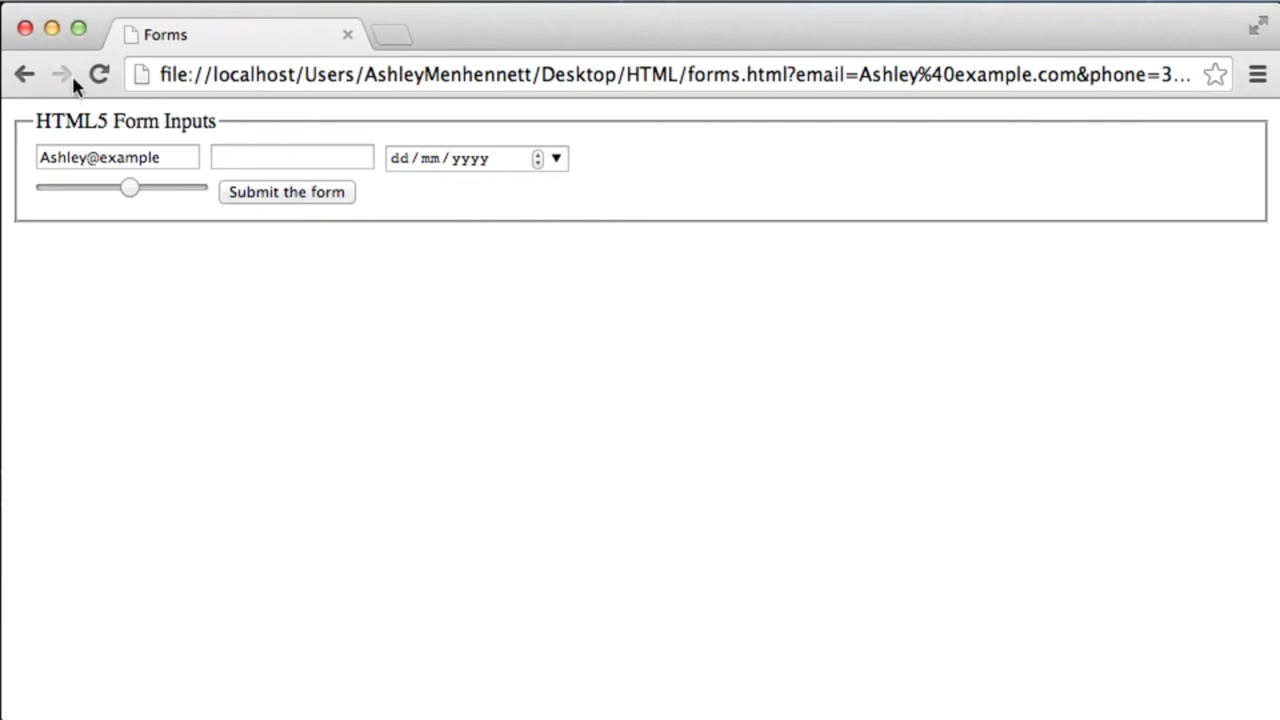 Forms
file://localhost/Users/AshleyMenhennett/Desktop/HTML/forms.html?email=Ashley%40example.com&phone=3...
HTML5 Form Inputs
Ashley@example
dd/mm/yyyy
Submit the form